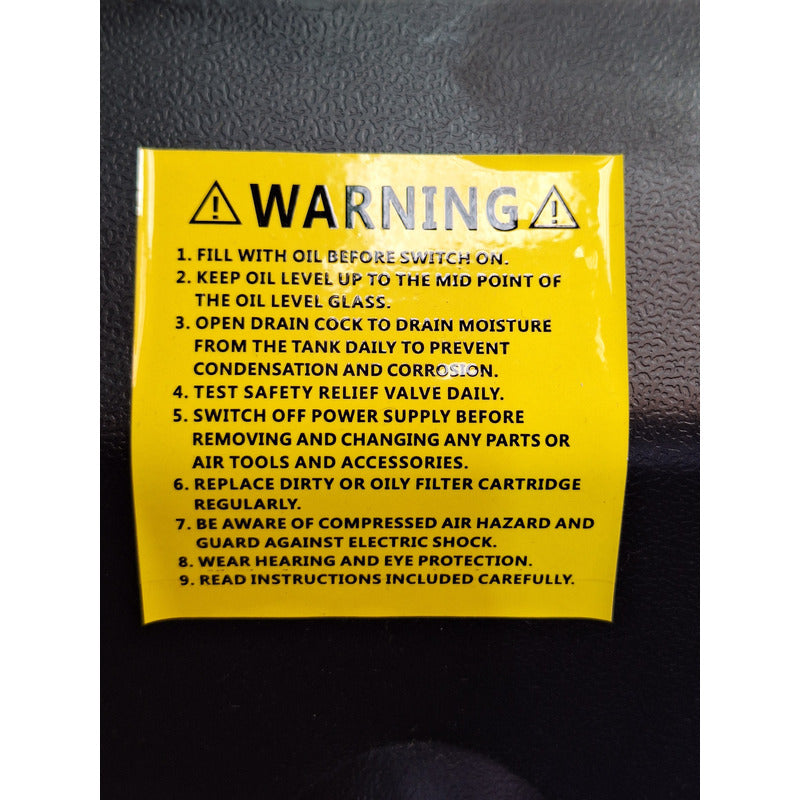 WARNING
1. FILL WITH OIL BEFORE SWITCH ON.
2. KEEP OIL LEVEL UP TO THE MID POINT OF
THE OIL LEVEL GLASS.
3. OPEN DRAIN COCK TO DRAIN MOISTURE
FROM THE TANK DAILY TO PREVENT
CONDENSATION AND CORROSION.
4. TEST SAFETY RELIEF VALVE DAILY.
5. SWITCH OFF POWER SUPPLY BEFORE
REMOVING AND CHANGING ANY PARTS OR
AIR TOOLS AND ACCESSORIES.
6. REPLACE DIRTY OR OILY FILTER CARTRIDGE
REGULARLY.
7. BE AWARE OF COMPRESSED AIR HAZARD AND
GUARD AGAINST ELECTRIC SHOCK.
8. WEAR HEARING AND EYE PROTECTION.
9. READ INSTRUCTIONS INCLUDED CAREFULLY.